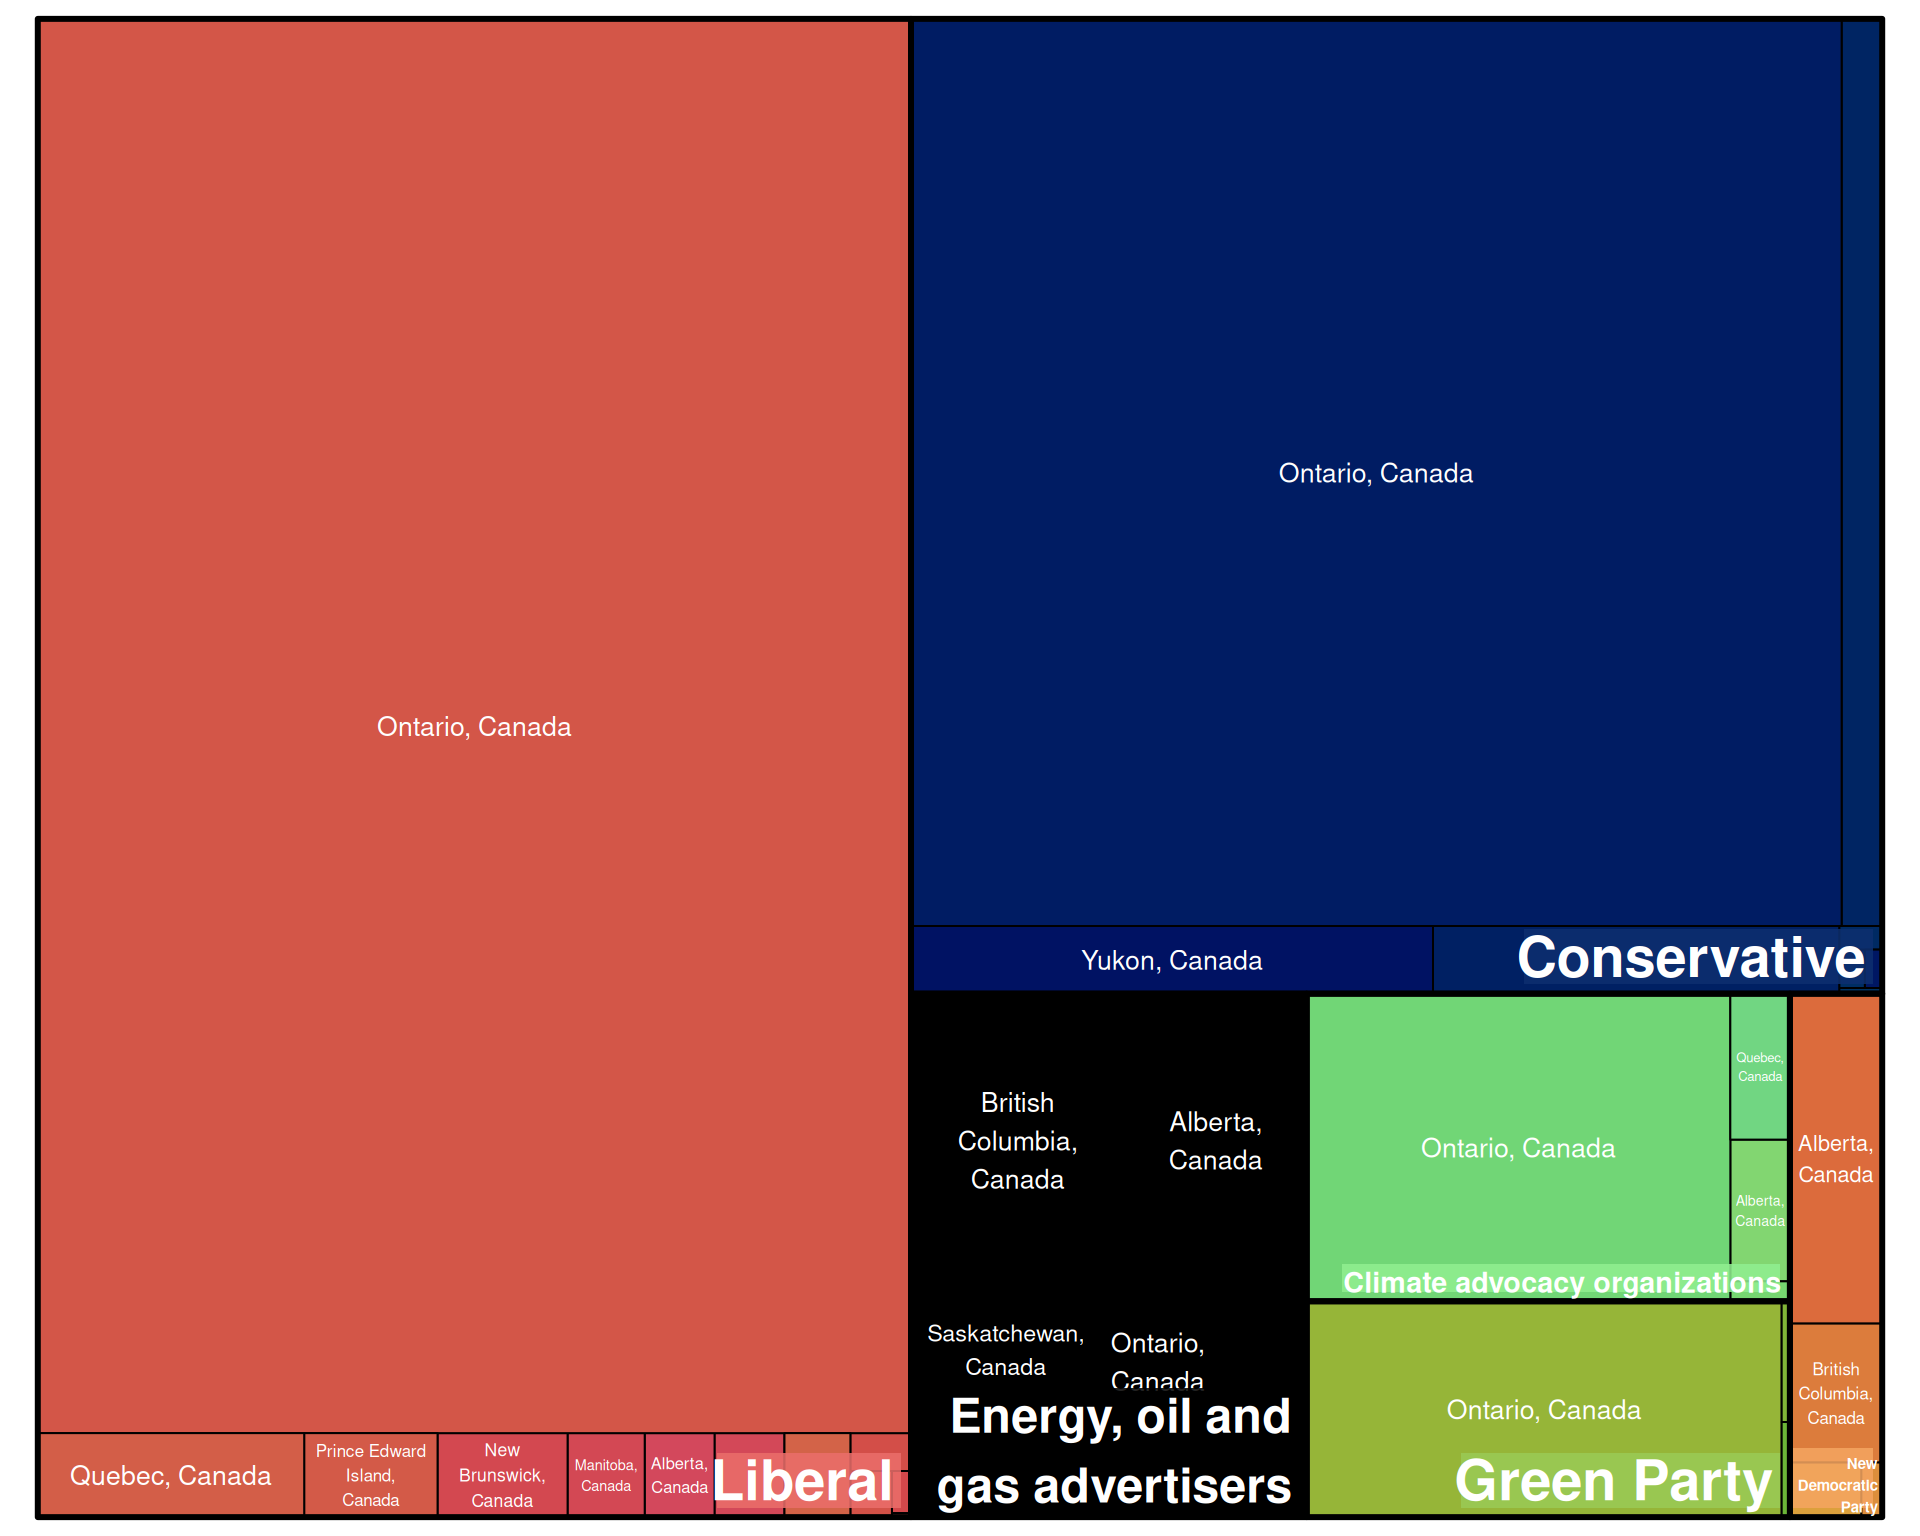 Ontario, Canada
Quebec, Canada
Prince Edward
Island,
Canada
New
Brunswick,
Canada
Manitoba,
Canada
Alberta,
Canada
Liberal
Ontario, Canada
Yukon, Canada
Conservative
British
Columbia,
Canada
Alberta,
Canada
Saskatchewan,
Canada
Ontario,
Canada
Energy, oil and
gas advertisers
Ontario, Canada
Quebec,
Canada
Alberta,
Canada
Climate advocacy organizations
Ontario, Canada
Green Party
Alberta,
Canada
British
Columbia,
Canada
New
Democratic
Party